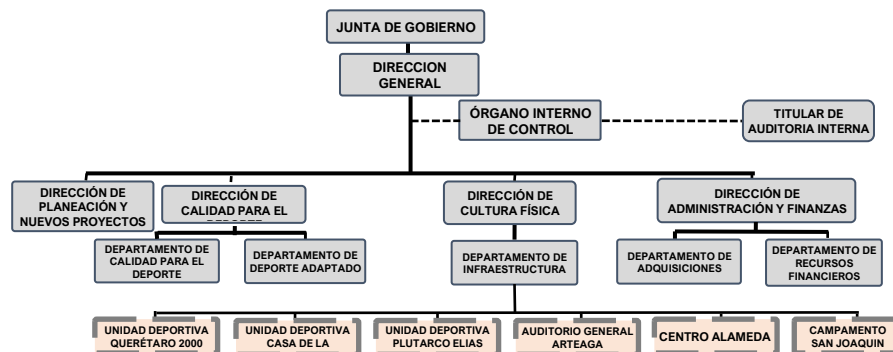 JUNTA DE GOBIERNO
DIRECCION
GENERAL
ÓRGANO INTERNO
DE CONTROL
TITULAR DE
AUDITORIA INTERNA
DIRECCIÓN DE
PLANEACIÓN Y
NUEVOS PROYECTOS
DIRECCIÓN DE
CALIDAD PARA EL
DIRECCIÓN DE
CULTURA FÍSICA
DIRECCIÓN DE
ADMINISTRACIÓN Y FINANZAS
DEPARTAMENTO DE
CALIDAD PARA EL
DEPORTE
DEPARTAMENTO DE
DEPORTE ADAPTADO
DEPARTAMENTO DE
INFRAESTRUCTURA
DEPARTAMENTO DE
ADQUISICIONES
DEPARTAMENTO DE
RECURSOS
FINANCIEROS
UNIDAD DEPORTIVA
QUERÉTARO 2000
UNIDAD DEPORTIVA
CASA DE LA
UNIDAD DEPORTIVA
PLUTARCO ELIAS
AUDITORIO GENERAL
ARTEAGA
CENTRO ALAMEDA
CAMPAMENTO
SAN JOAQUIN